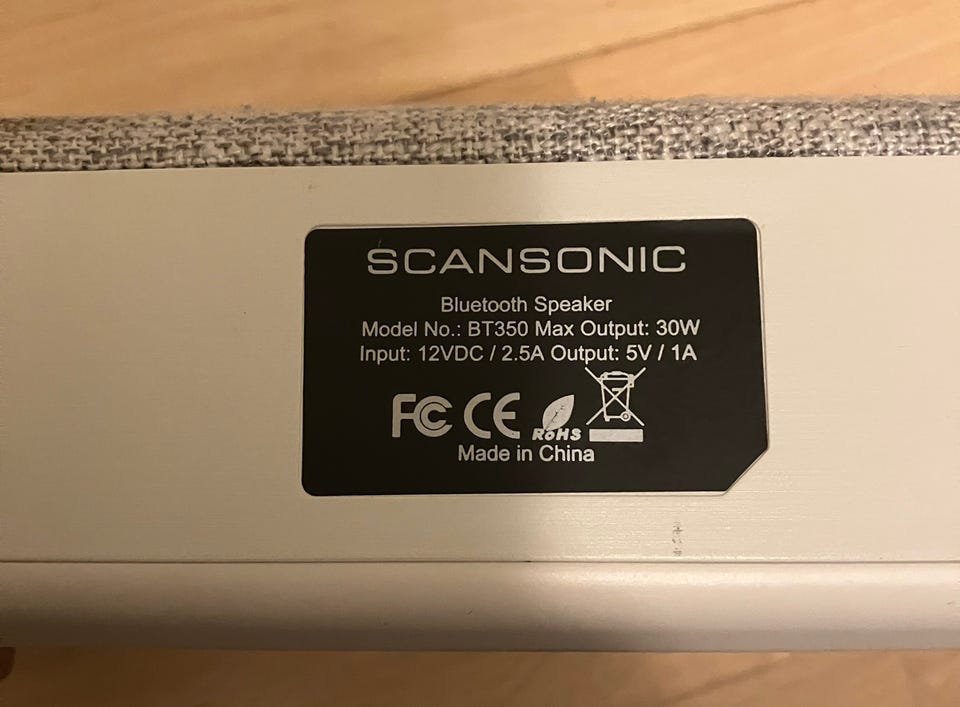 SCANSONIC
Bluetooth Speaker
Model No.: BT350 Max Output: 30W
Input: 12VDC / 2.5A Output: 5V / 1A
FC CE RoHS
Made in China